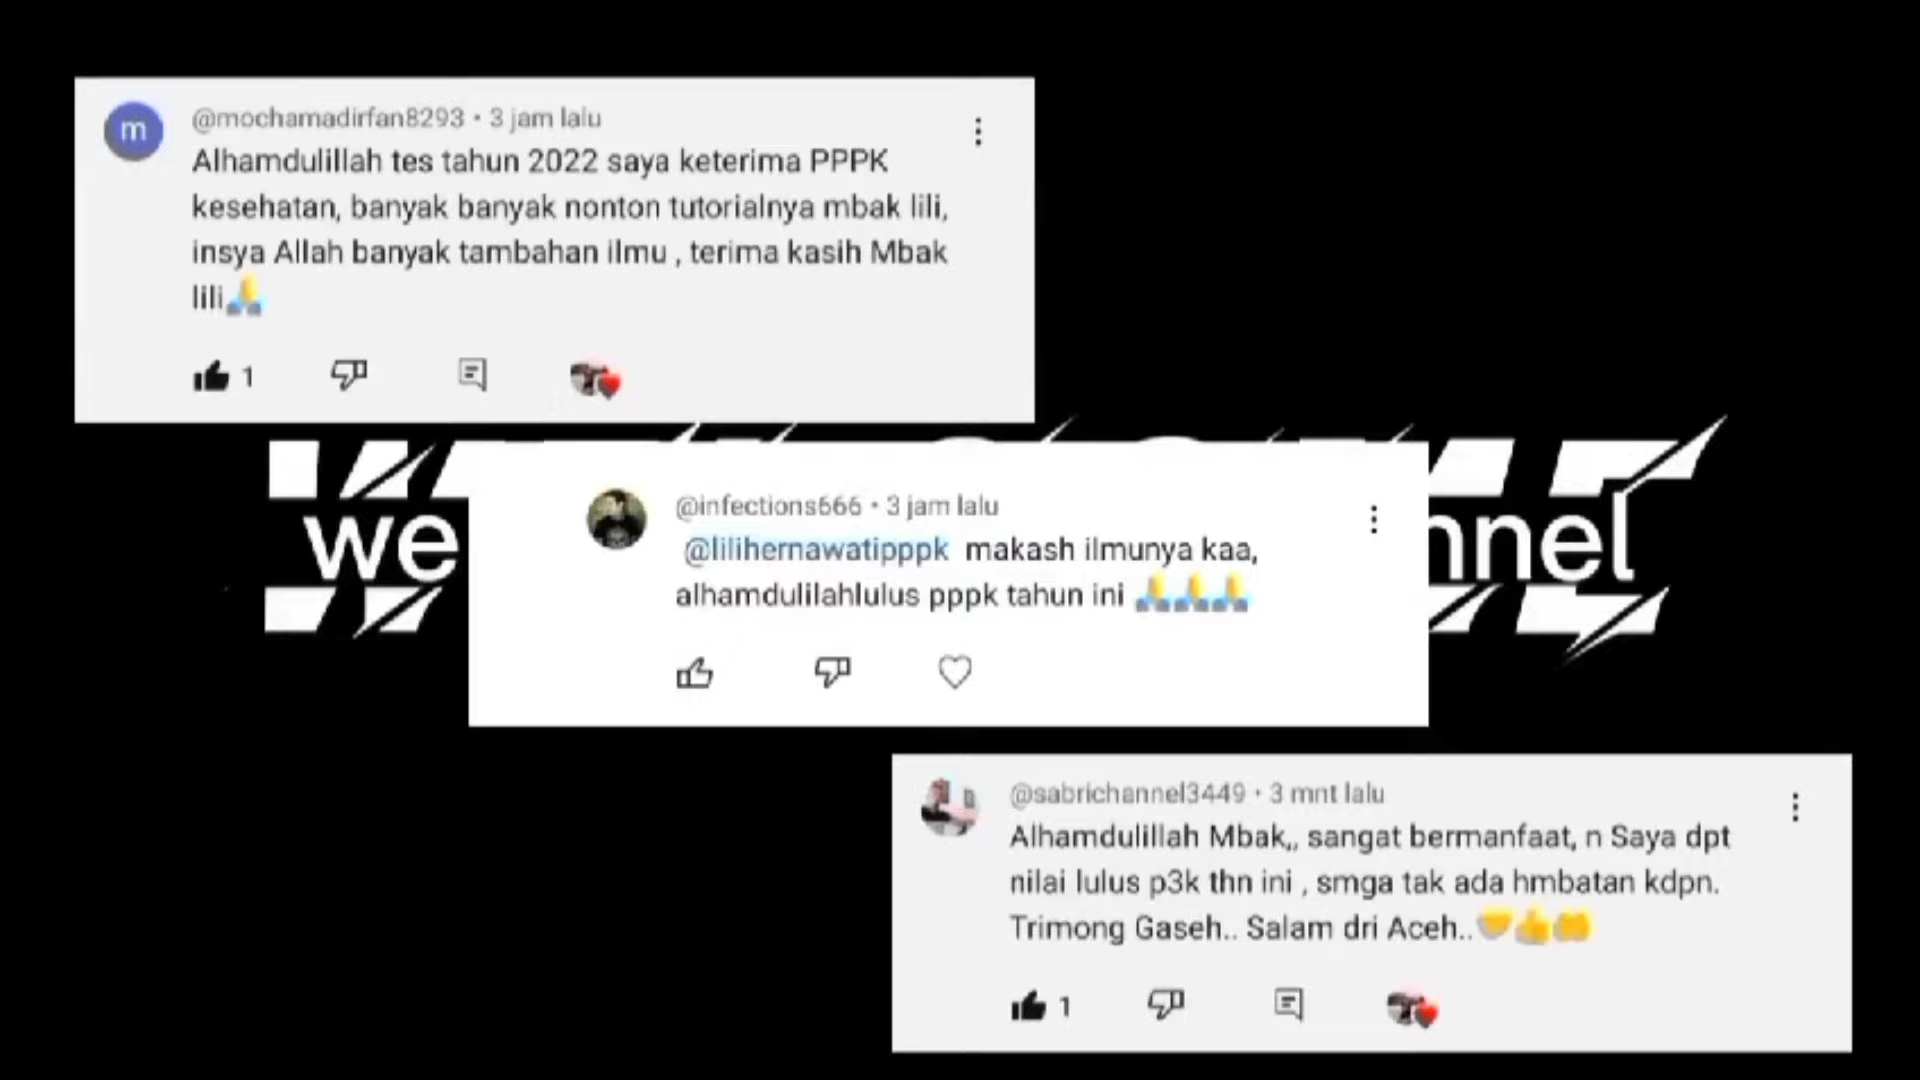 m
@mochamadirfan8293 • 3 jam lalu
Alhamdulillah tes tahun 2022 saya keterima PPPK
kesehatan, banyak banyak nonton tutorialnya mbak lili,
insya Allah banyak tambahan ilmu , terima kasih Mbak
lili🙏
1
we
nnel
@infections666 • 3 jam lalu
@lilihernawatipppk makash ilmunya kaa,
alhamdulilahlulus pppk tahun ini 🙏🙏🙏
@sabrichannel3449 • 3 mnt lalu
Alhamdulillah Mbak,, sangat bermanfaat, n Saya dpt
nilai lulus p3k thn ini , smga tak ada hmbatan kdpn.
Trimong Gaseh.. Salam dri Aceh..🤝👍🤲
1